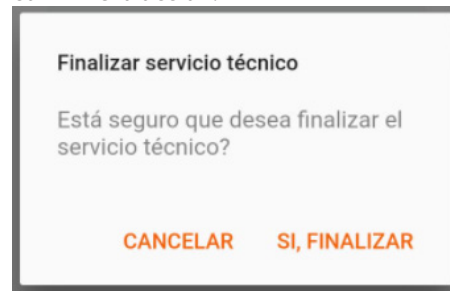 Finalizar servicio técnico
Está seguro que desea finalizar el
servicio técnico?
CANCELAR SI, FINALIZAR